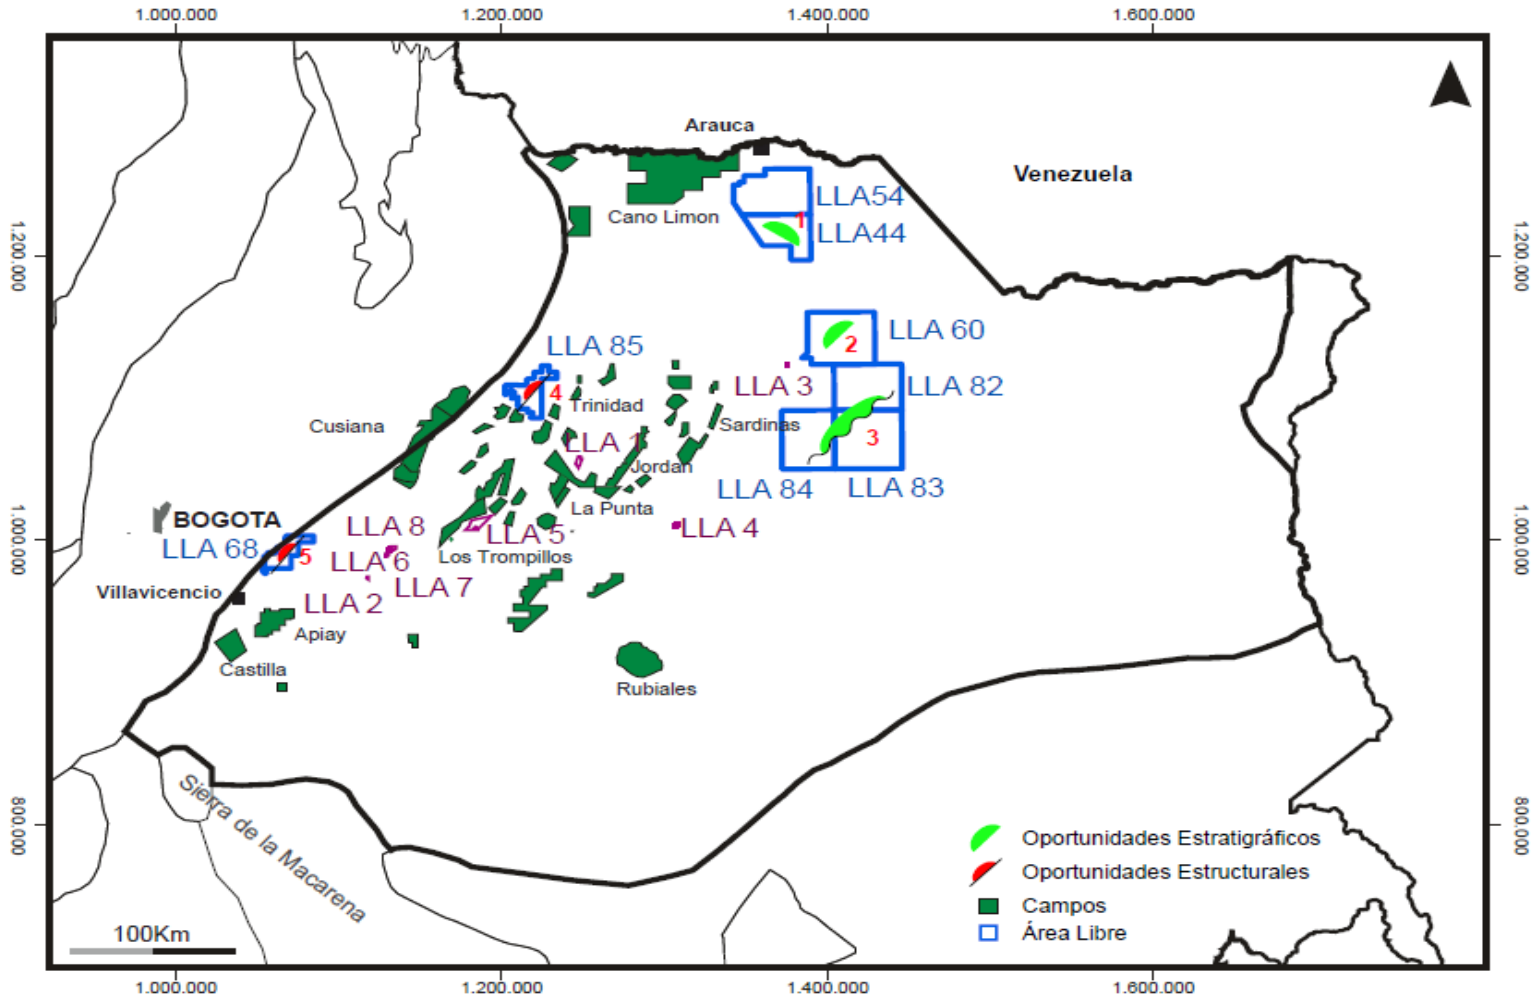 1.000.000
1.200.000
1.400.000
1.600.000
Arauca
Venezuela
LLA54
1
LLA44
Cano Limon
1.200.000
1.200.000
LLA 85
LLA 60
2
LLA 3
LLA 82
4
Trinidad
Cusiana
Sardinas
3
LLA 1
Jordan
LLA 84
LLA 83
La Punta
BOGOTA
LLA 8
LLA 5
LLA 4
LLA 68
5
LLA 6
Los Trompillos
1.000.000
1.000.000
Villavicencio
LLA 7
LLA 2
Apiay
Castilla
Rubiales
Sierra de la Macarena
800.000
800.000
Oportunidades Estratigráficos
Oportunidades Estructurales
Campos
Área Libre
100Km
1.000.000
1.200.000
1.400.000
1.600.000